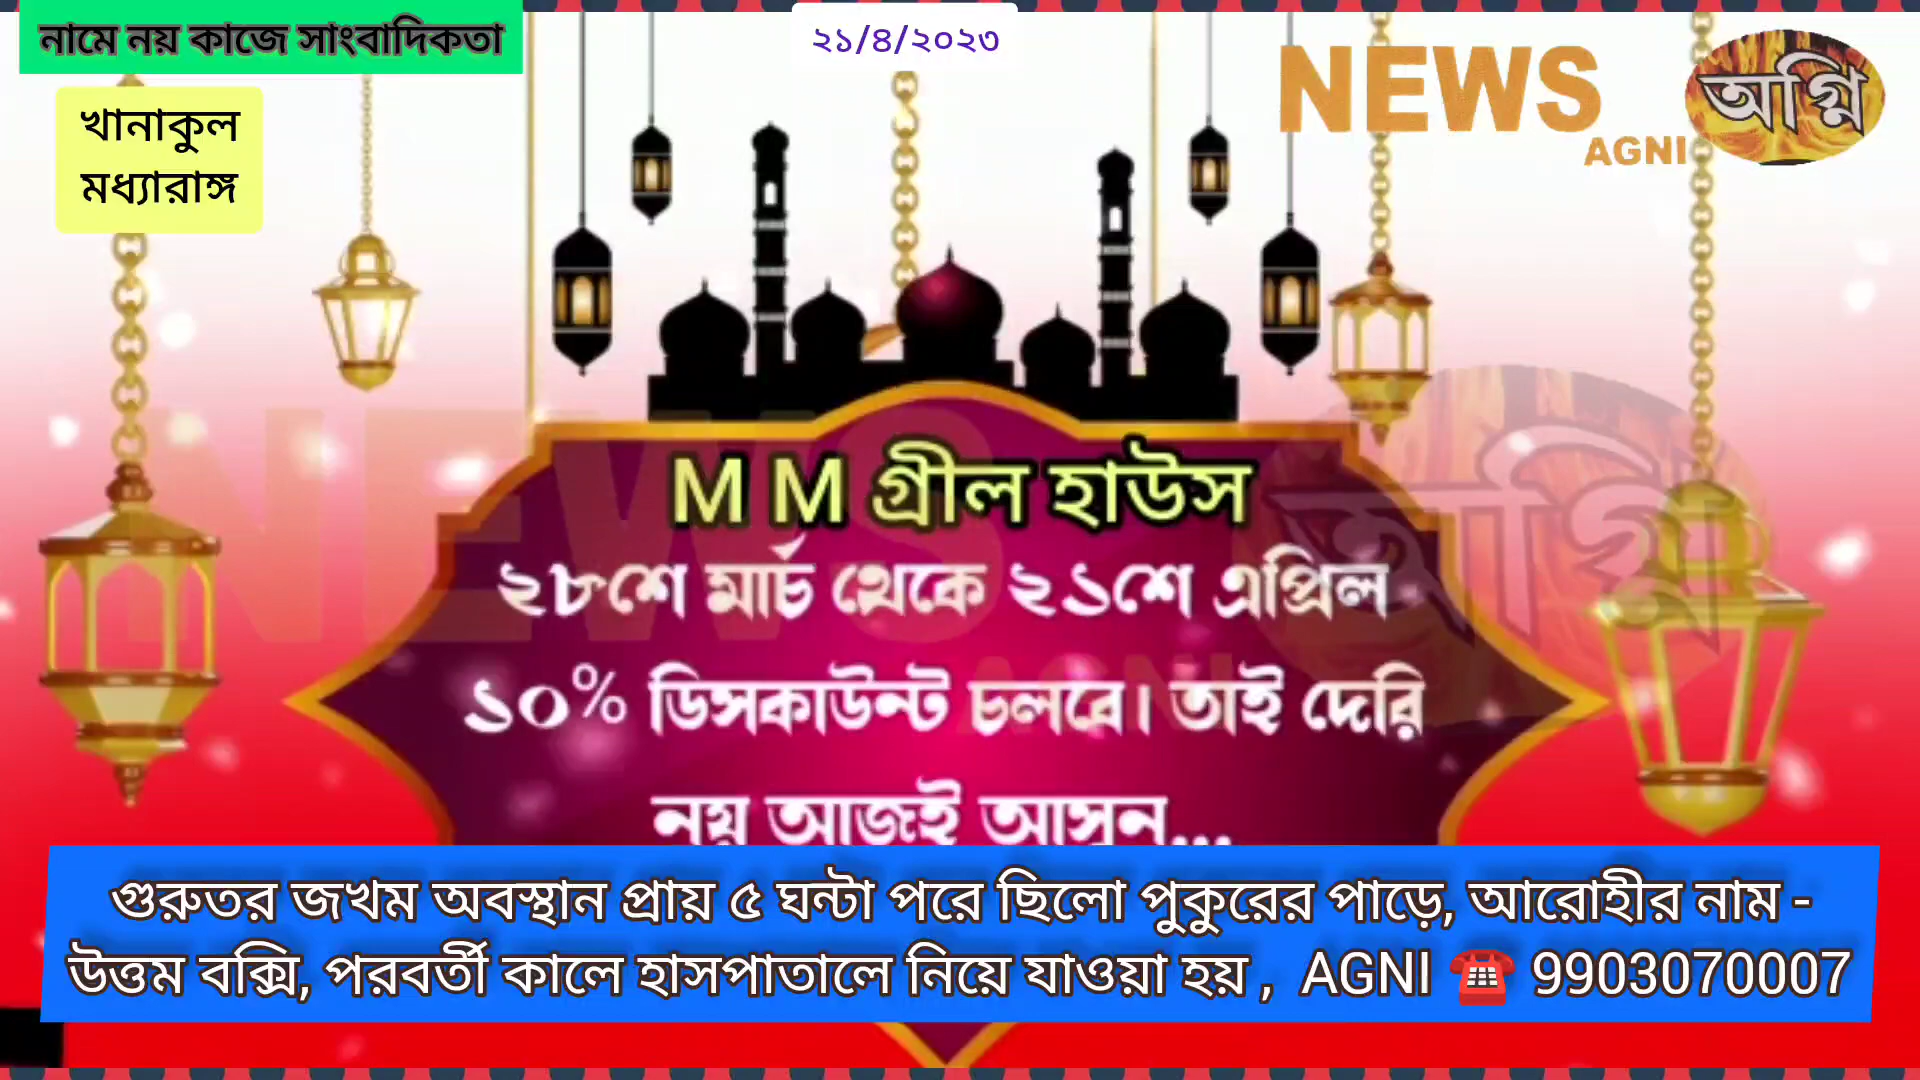 নামে নয় কাজে সাংবাদিকতা
২১/৪/২০২৩
NEWS
AGNI
অগ্নি
খানাকুল
মধ্যারাঙ্গ
M M গ্রীল হাউস
২৮শে মার্চ থেকে ২১শে এপ্রিল
১০% ডিসকাউন্ট চলবে। তাই দেরি
নয় আজই আসুন...
গুরুতর জখম অবস্থান প্রায় ৫ ঘন্টা পরে ছিলো পুকুরের পাড়ে, আরোহীর নাম -
উত্তম বক্সি, পরবর্তী কালে হাসপাতালে নিয়ে যাওয়া হয় , AGNI ☎️ 9903070007